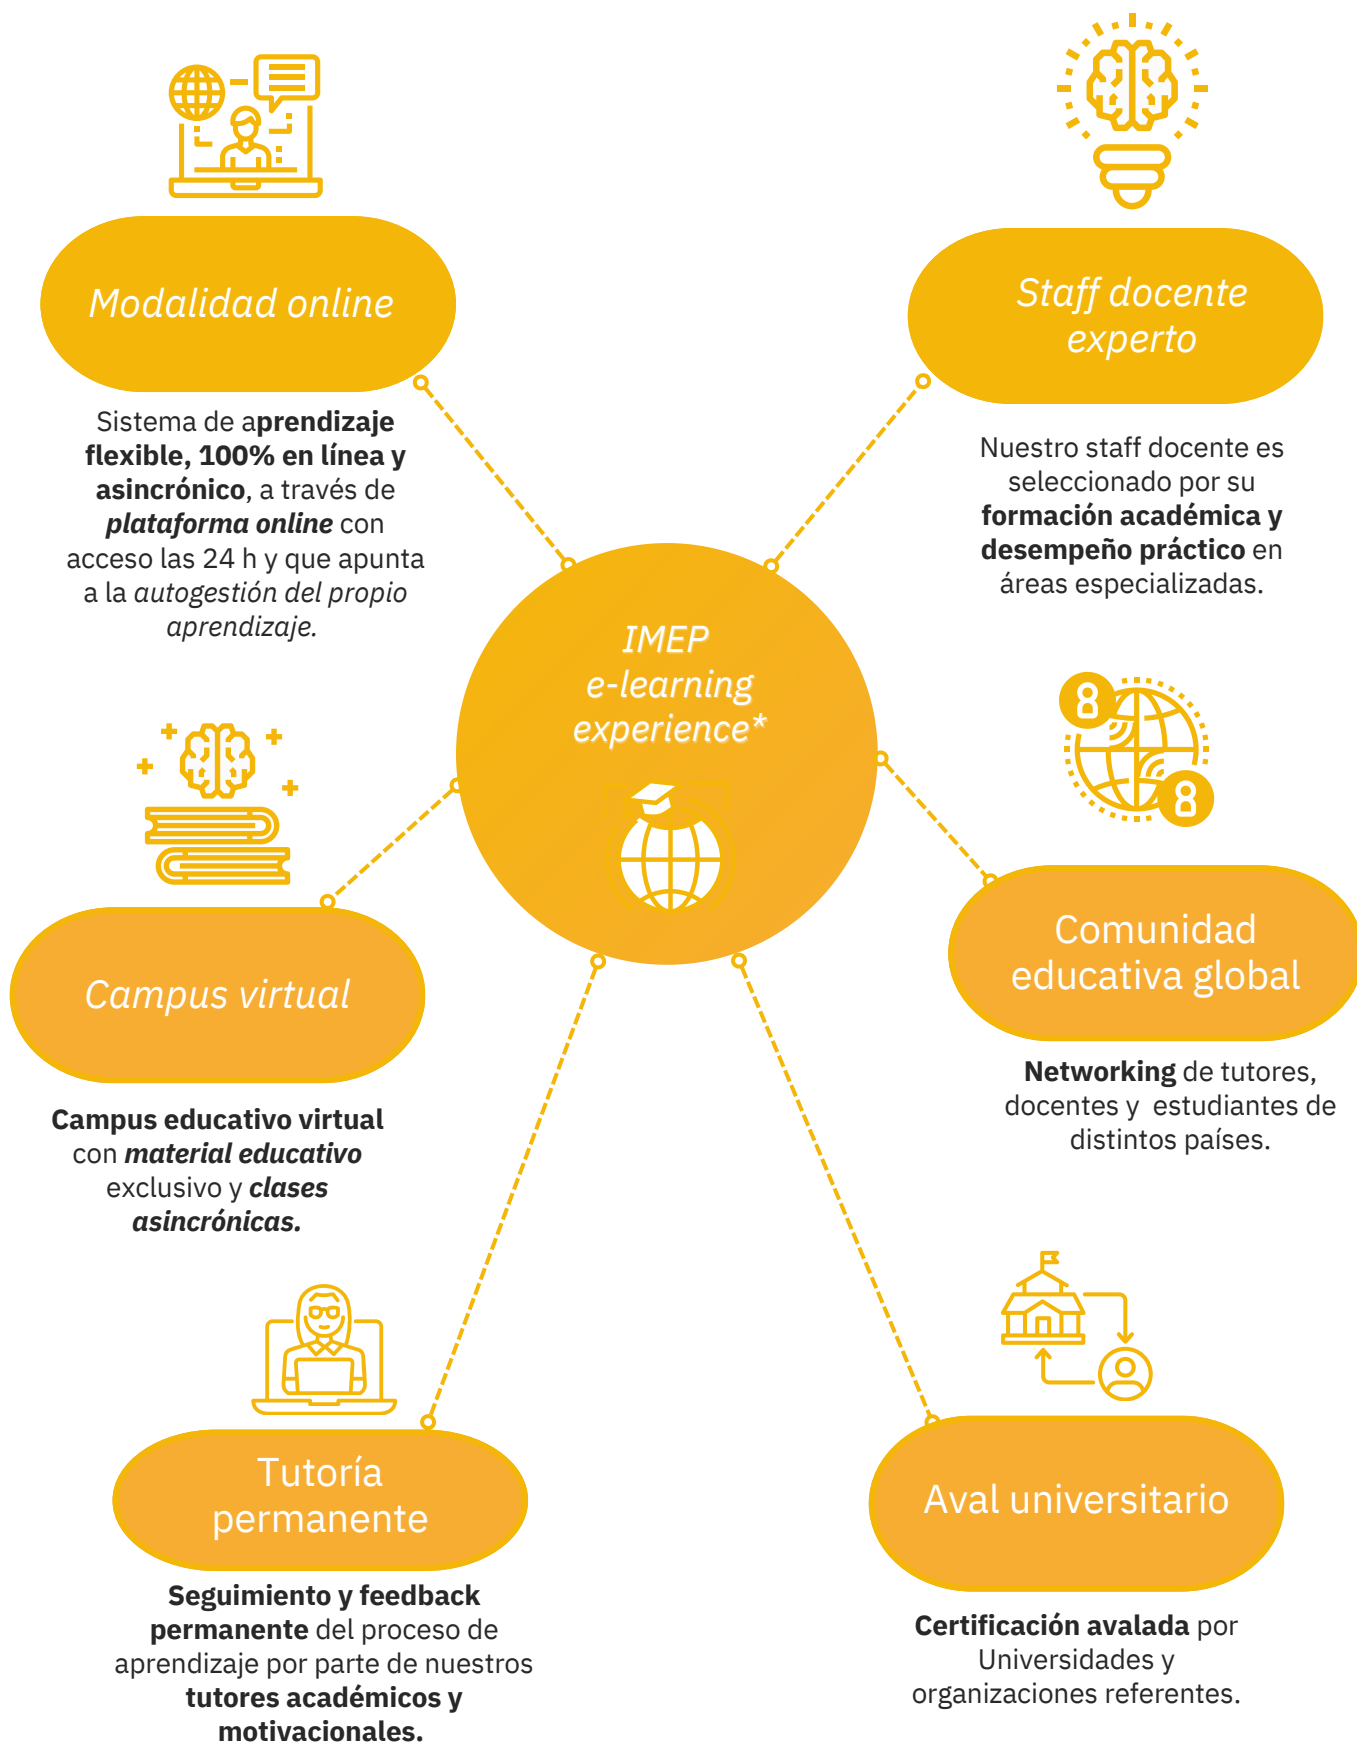 Modalidad online
Sistema de aprendizaje
flexible, 100% en línea y
asincrónico, a través de
plataforma online con
acceso las 24 h y que apunta
a la autogestión del propio
aprendizaje.
Staff docente
experto
Nuestro staff docente es
seleccionado por su
formación académica y
desempeño práctico en
áreas especializadas.
IMEP
e-learning
experience*
Campus virtual
Campus educativo virtual
con material educativo
exclusivo y clases
asincrónicas.
Comunidad
educativa global
Networking de tutores,
docentes y estudiantes de
distintos países.
Tutoría
permanente
Seguimiento y feedback
permanente del proceso de
aprendizaje por parte de nuestros
tutores académicos y
motivacionales.
Aval universitario
Certificación avalada por
Universidades y
organizaciones referentes.